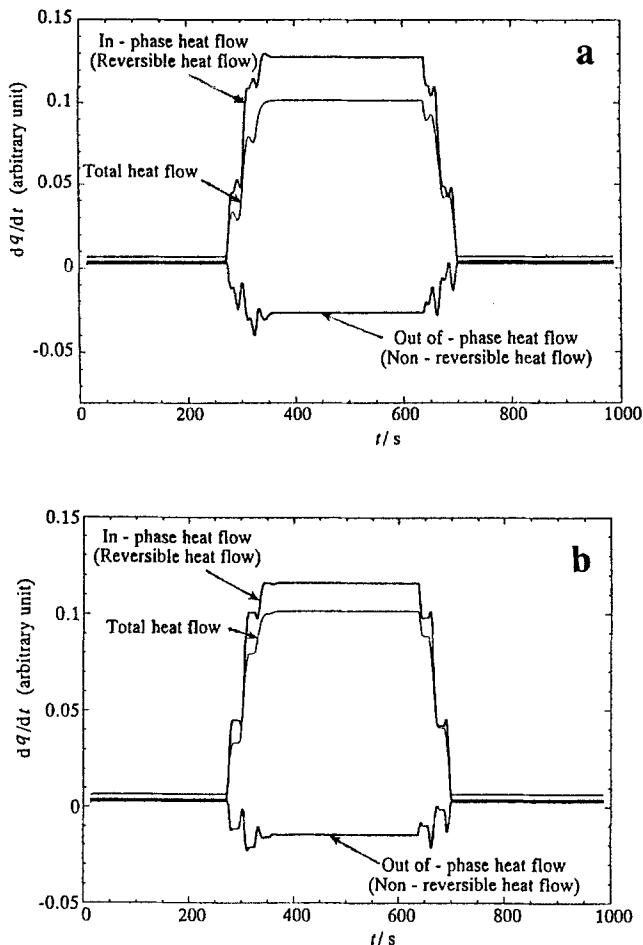 a
0.15
In - phase heat flow
(Reversible heat flow)
0.1
Total heat flow
0.05
0
Out of - phase heat flow
(Non - reversible heat flow)
-0.05
dq/dt (arbitrary unit)
0 200 400 600 800 1000
t/ s
b
0.15
In - phase heat flow
(Reversible heat flow)
0.1
Total heat flow
0.05
0
Out of - phase heat flow
(Non - reversible heat flow)
-0.05
dq/dt (arbitrary unit)
0 200 400 600 800 1000
t/ s